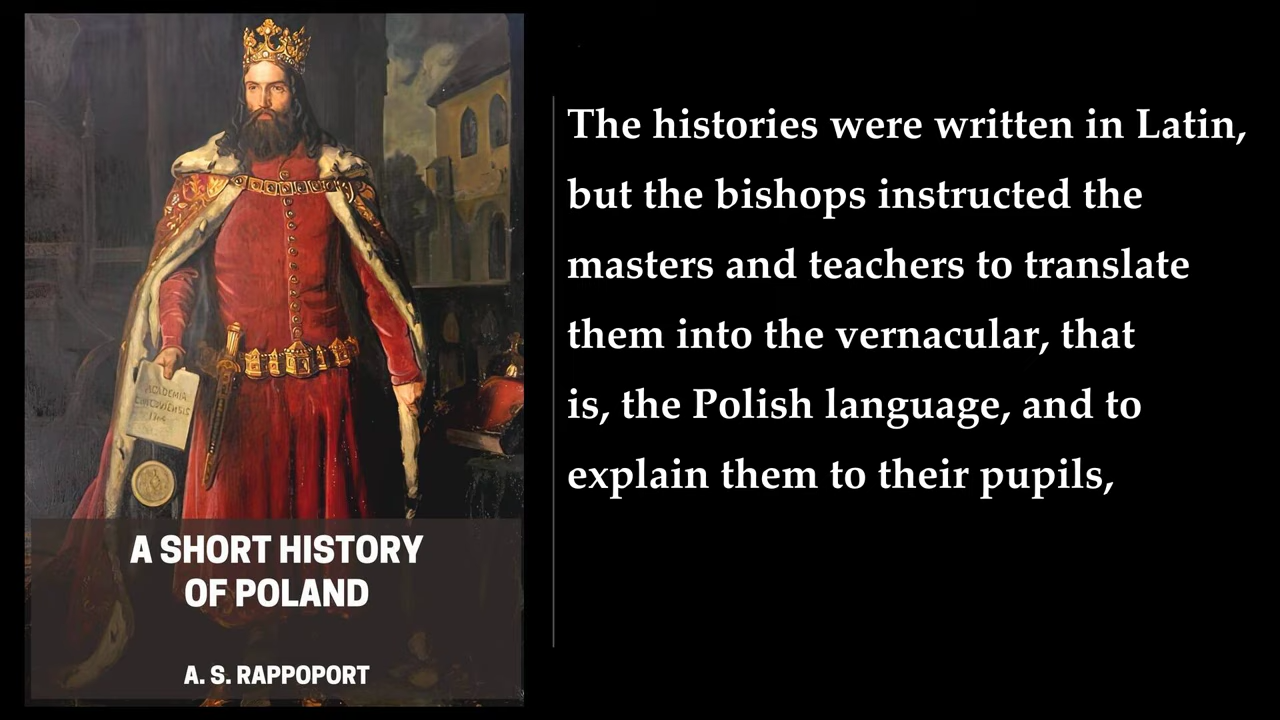 A SHORT HISTORY
OF POLAND
A. S. RAPPOPORT
The histories were written in Latin,
but the bishops instructed the
masters and teachers to translate
them into the vernacular, that
is, the Polish language, and to
explain them to their pupils,